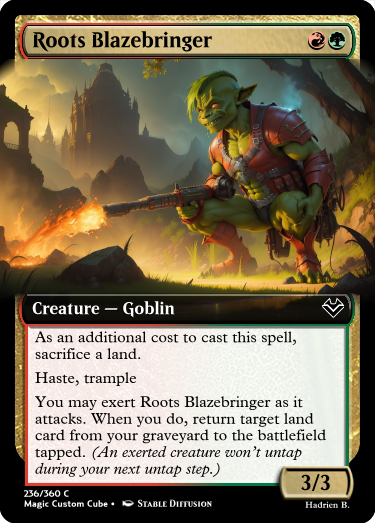 Roots Blazebringer
Creature — Goblin
As an additional cost to cast this spell,
sacrifice a land.
Haste, trample
You may exert Roots Blazebringer as it
attacks. When you do, return target land
card from your graveyard to the battlefield
tapped. (An exerted creature won't untap
during your next untap step.)
3/3
236/360 C
Magic Custom Cube • Stable Diffusion
Hadrien B.